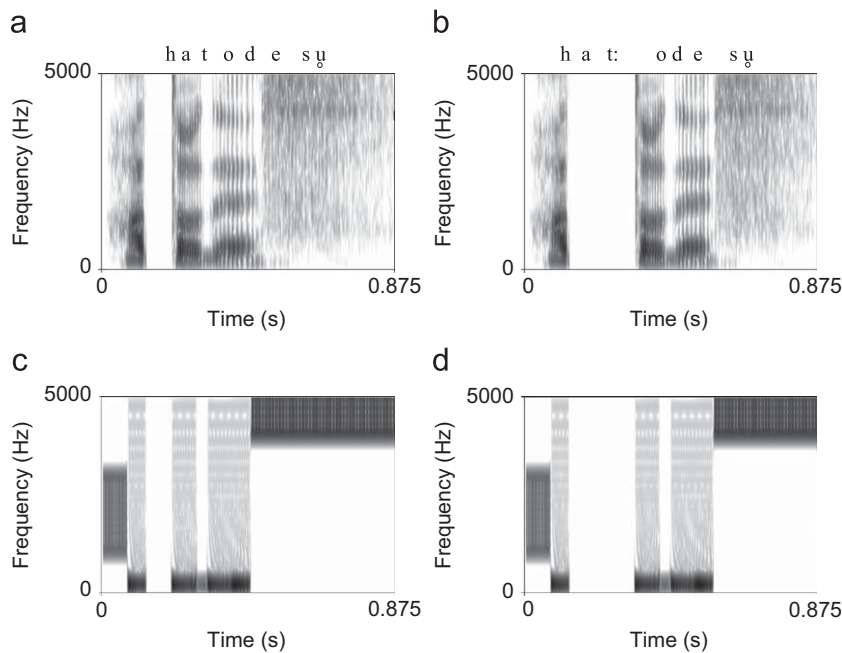 a
h a t o d e s u̥
5000
Frequency (Hz)
0
0 0.875
Time (s)
b
h a t: o d e s u̥
5000
Frequency (Hz)
0
0 0.875
Time (s)
c
5000
Frequency (Hz)
0
0 0.875
Time (s)
d
5000
Frequency (Hz)
0
0 0.875
Time (s)